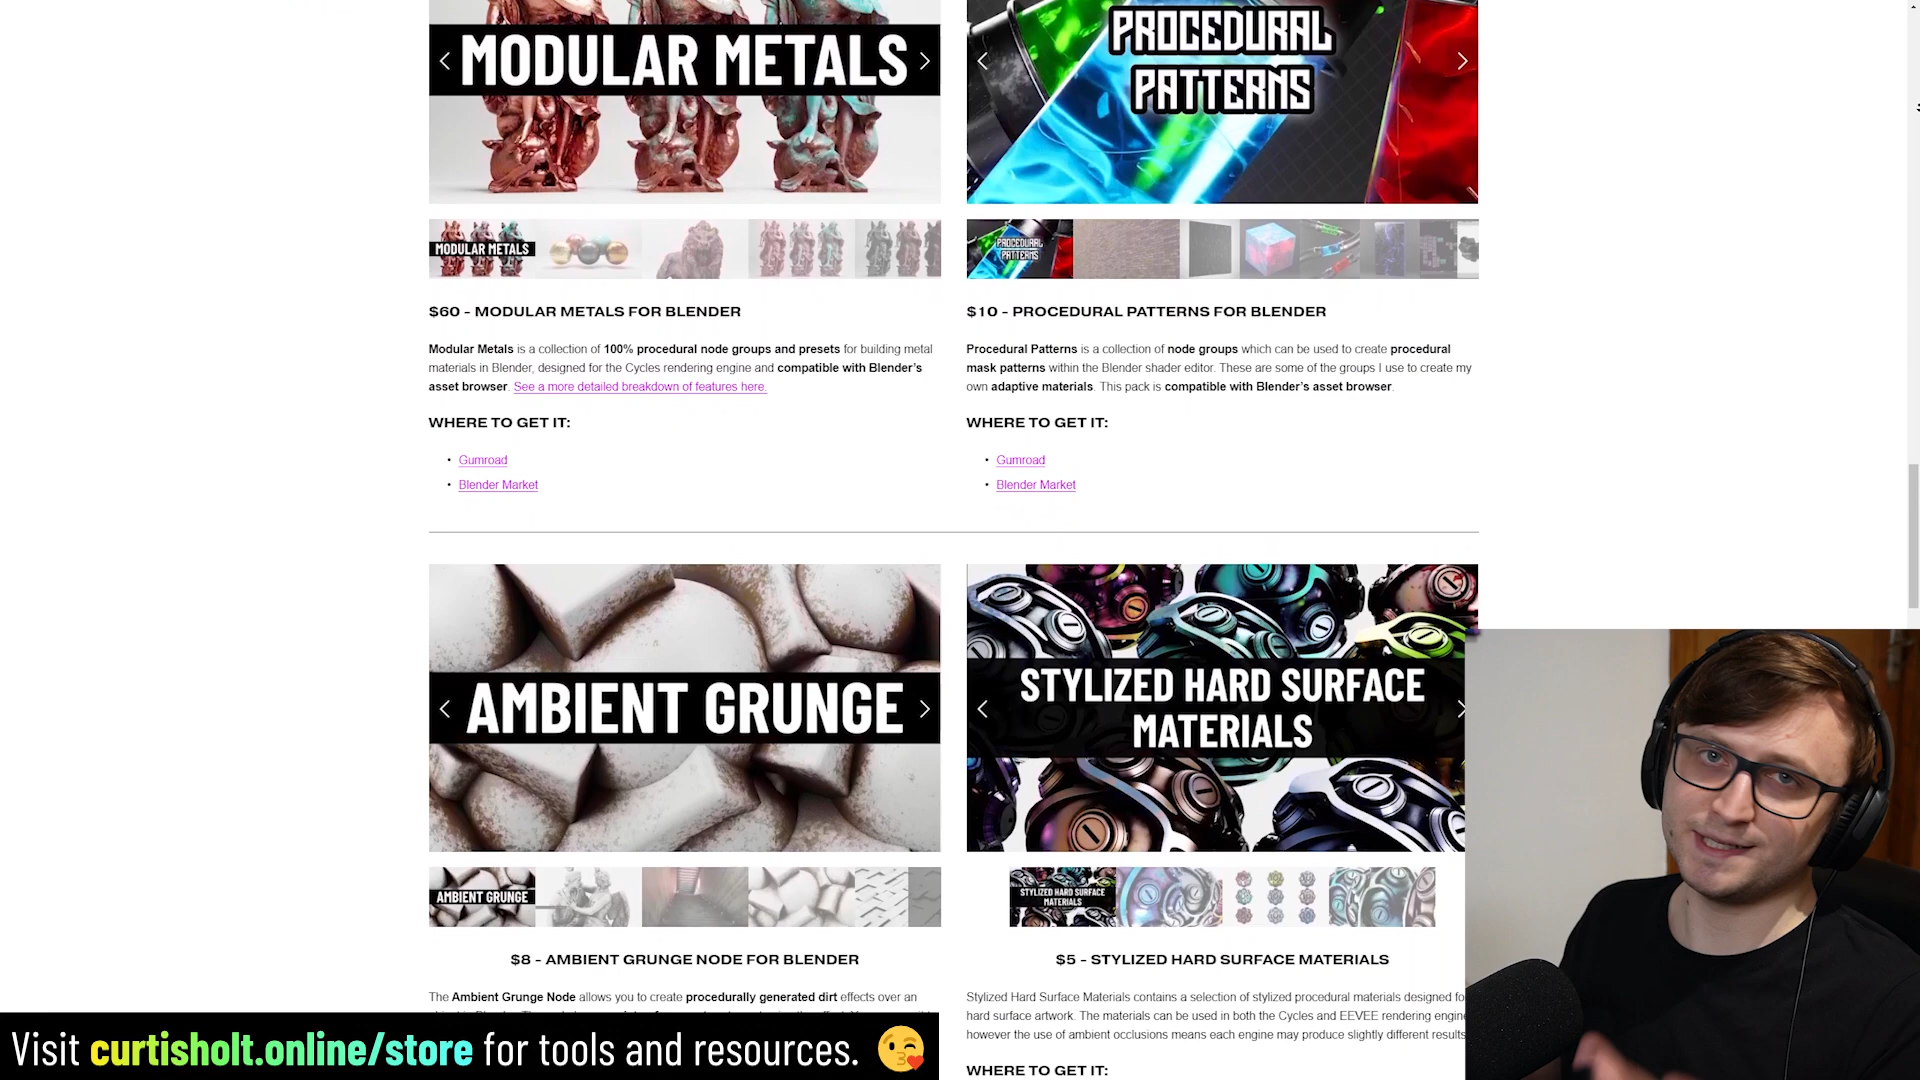 MODULAR METALS
PROCEDURAL
PATTERNS
MODULAR METALS
PROCEDURAL
PATTERNS
$60 - MODULAR METALS FOR BLENDER
Modular Metals is a collection of 100% procedural node groups and presets for building metal
materials in Blender, designed for the Cycles rendering engine and compatible with Blender's
asset browser. See a more detailed breakdown of features here.
WHERE TO GET IT:
• Gumroad
• Blender Market
$10 - PROCEDURAL PATTERNS FOR BLENDER
Procedural Patterns is a collection of node groups which can be used to create procedural
mask patterns within the Blender shader editor. These are some of the groups I use to create my
own adaptive materials. This pack is compatible with Blender's asset browser.
WHERE TO GET IT:
• Gumroad
• Blender Market
AMBIENT GRUNGE
STYLIZED HARD SURFACE
MATERIALS
AMBIENT GRUNGE
STYLIZED HARD SURFACE
MATERIALS
$8 - AMBIENT GRUNGE NODE FOR BLENDER
The Ambient Grunge Node allows you to create procedurally generated dirt effects over an
$5 - STYLIZED HARD SURFACE MATERIALS
Stylized Hard Surface Materials contains a selection of stylized procedural materials designed
hard surface artwork. The materials can be used in both the Cycles and EEVEE rendering engine
however the use of ambient occlusions means each engine may produce slightly different results
WHERE TO GET IT:
Visit curtisholt.online/store for tools and resources. 😘